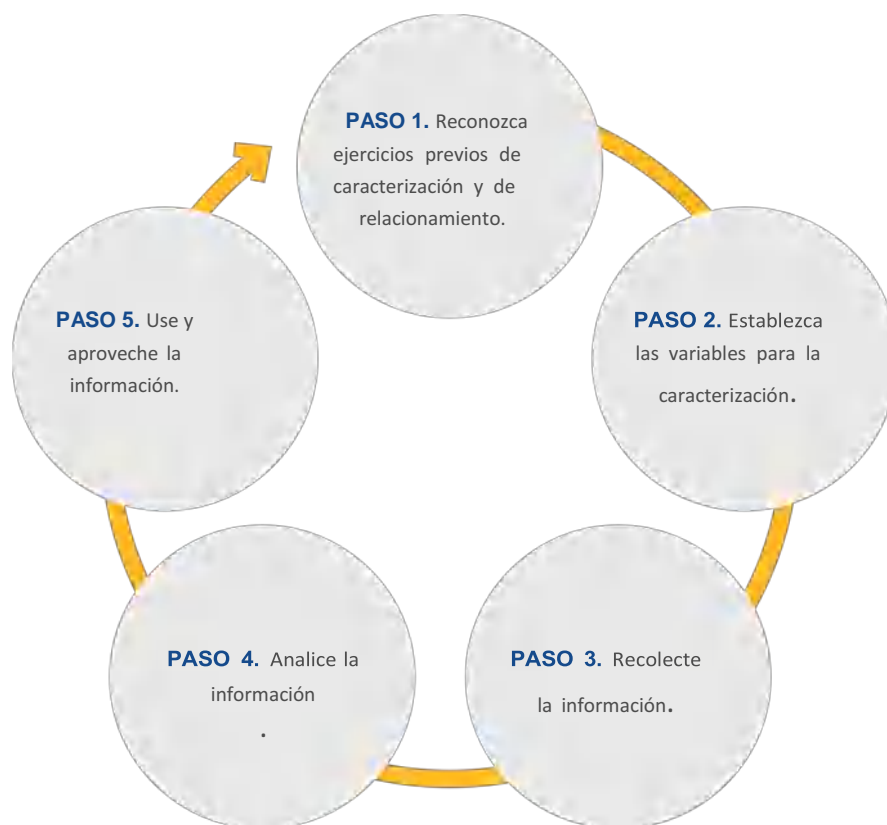 PASO 1. Reconozca
ejercicios previos de
caracterización y de
relacionamiento.
PASO 2. Establezca
las variables para la
caracterización.
PASO 3. Recolecte
la información.
PASO 4. Analice la
información
.
PASO 5. Use y
aproveche la
información.